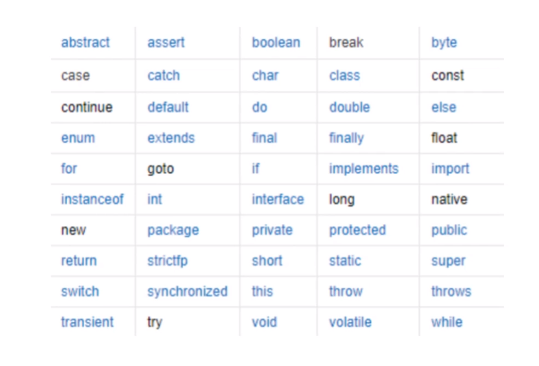 abstract assert boolean break byte
case catch char class const
continue default do double else
enum extends final finally float
for goto if implements import
instanceof int interface long native
new package private protected public
return strictfp short static super
switch synchronized this throw throws
transient try void volatile while